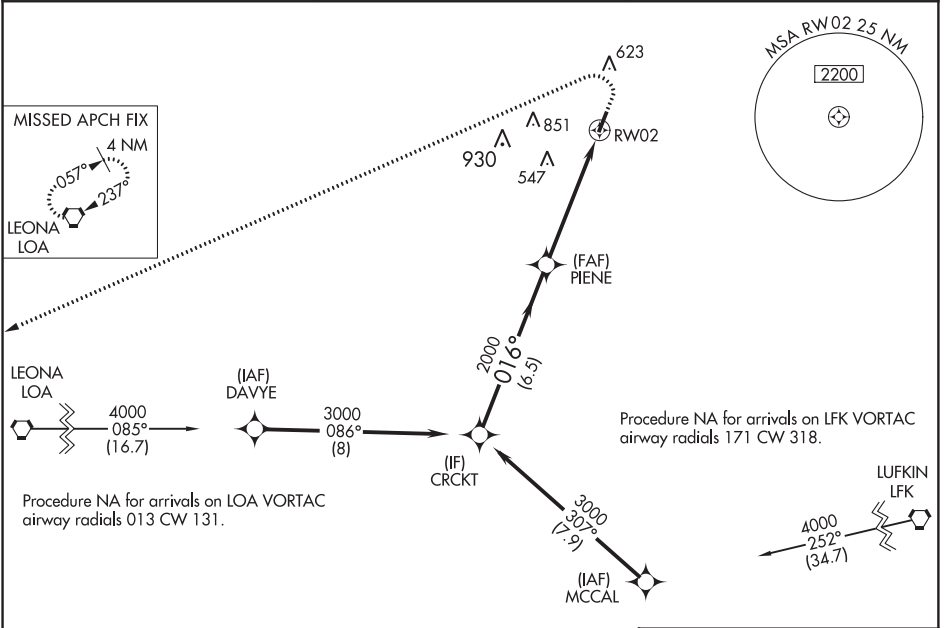 MSA RW02 25 NM
2200
623
851
930
547
RW02
MISSED APCH FIX
4 NM
057°
237°
LEONA
LOA
(FAF)
PIENE
2000
016°
(6.5)
LEONA
LOA
4000
085°
(16.7)
(IAF)
DAVYE
3000
086°
(8)
(IF)
CRCKT
Procedure NA for arrivals on LFK VORTAC
airway radials 171 CW 318.
Procedure NA for arrivals on LOA VORTAC
airway radials 013 CW 131.
LUFKIN
LFK
4000
252°
(34.7)
3000
307°
(7.9)
(IAF)
MCCAL